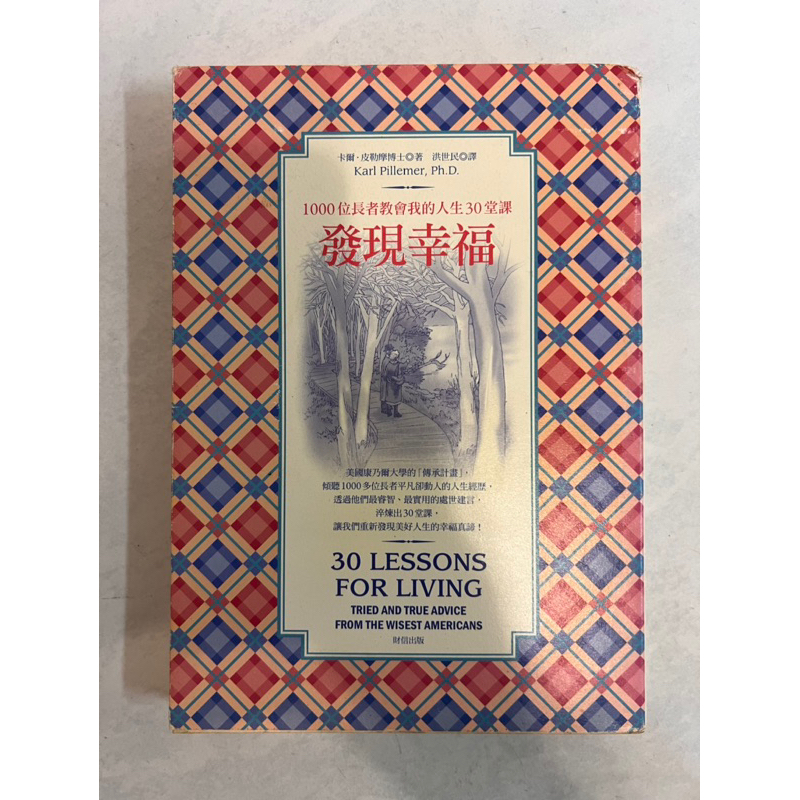 卡爾·皮勒摩博士◎著 洪世民◎譯
Karl Pillemer, Ph.D.
1000位長者教會我的人生30堂課
發現幸福
美國康乃爾大學的「傳承計畫」，
傾聽1000多位長者平凡卻動人的人生經歷，
透過他們最睿智、最實用的處世建言，
淬煉出30堂課，
讓我們重新發現美好人生的幸福真諦！
30 LESSONS
FOR LIVING
TRIED AND TRUE ADVICE
FROM THE WISEST AMERICANS
財信出版